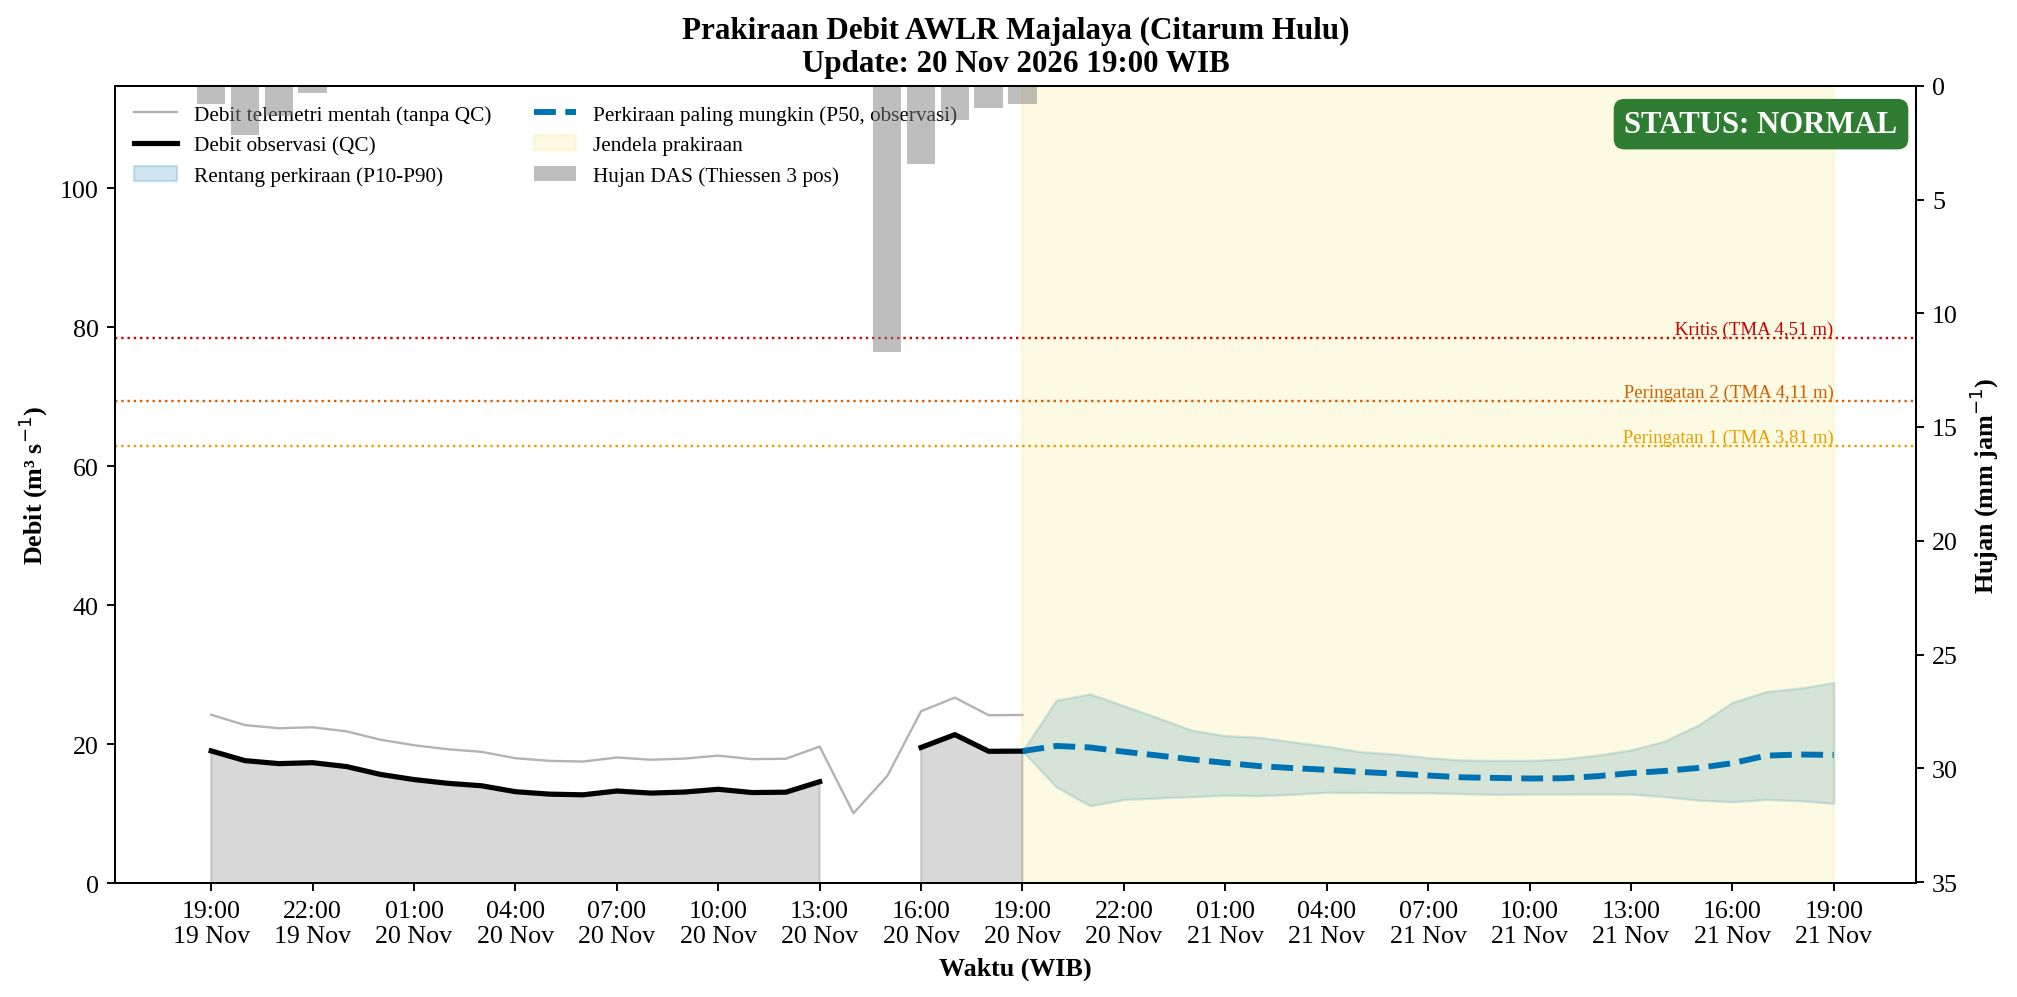 Prakiraan Debit AWLR Majalaya (Citarum Hulu)
Update: 20 Nov 2026 19:00 WIB
Debit telemetri mentah (tanpa QC)
Debit observasi (QC)
Rentang perkiraan (P10-P90)
Perkiraan paling mungkin (P50, observasi)
Jendela prakiraan
Hujan DAS (Thiessen 3 pos)
STATUS: NORMAL
Kritis (TMA 4,51 m)
Peringatan 2 (TMA 4,11 m)
Peringatan 1 (TMA 3,81 m)
Debit (m³ s⁻¹)
100
80
60
40
20
0
Hujan (mm jam⁻¹)
0
5
10
15
20
25
30
35
19:00 22:00 01:00 04:00 07:00 10:00 13:00 16:00 19:00 22:00 01:00 04:00 07:00 10:00 13:00 16:00 19:00
19 Nov 19 Nov 20 Nov 20 Nov 20 Nov 20 Nov 20 Nov 20 Nov 20 Nov 20 Nov 21 Nov 21 Nov 21 Nov 21 Nov 21 Nov 21 Nov 21 Nov
Waktu (WIB)